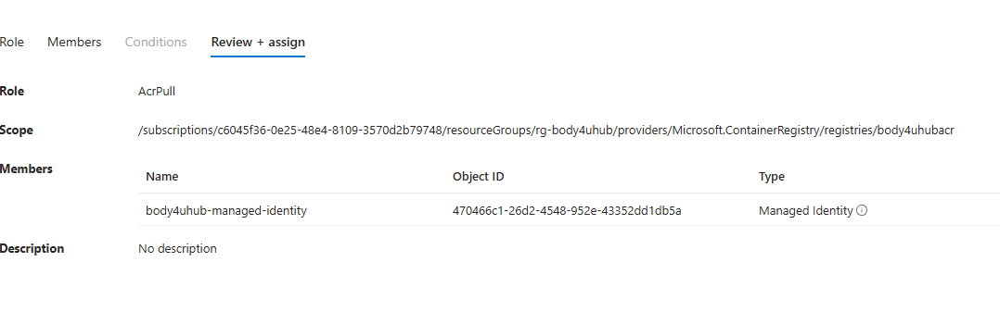 Role Members Conditions Review + assign
Role AcrPull
Scope /subscriptions/c6045f36-0e25-48e4-8109-3570d2b79748/resourceGroups/rg-body4uhub/providers/Microsoft.ContainerRegistry/registries/body4uhubacr
Members
Name Object ID Type
body4uhub-managed-identity 470466c1-26d2-4548-952e-43352dd1db5a Managed Identity
Description No description